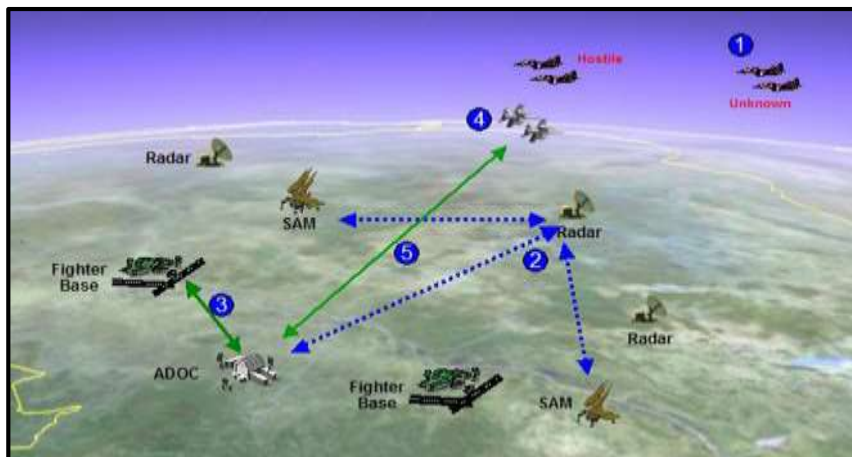 1
Hostile
Unknown
4
Radar
SAM
Radar
5
2
Fighter
Base
3
Radar
ADOC
Fighter
Base
SAM